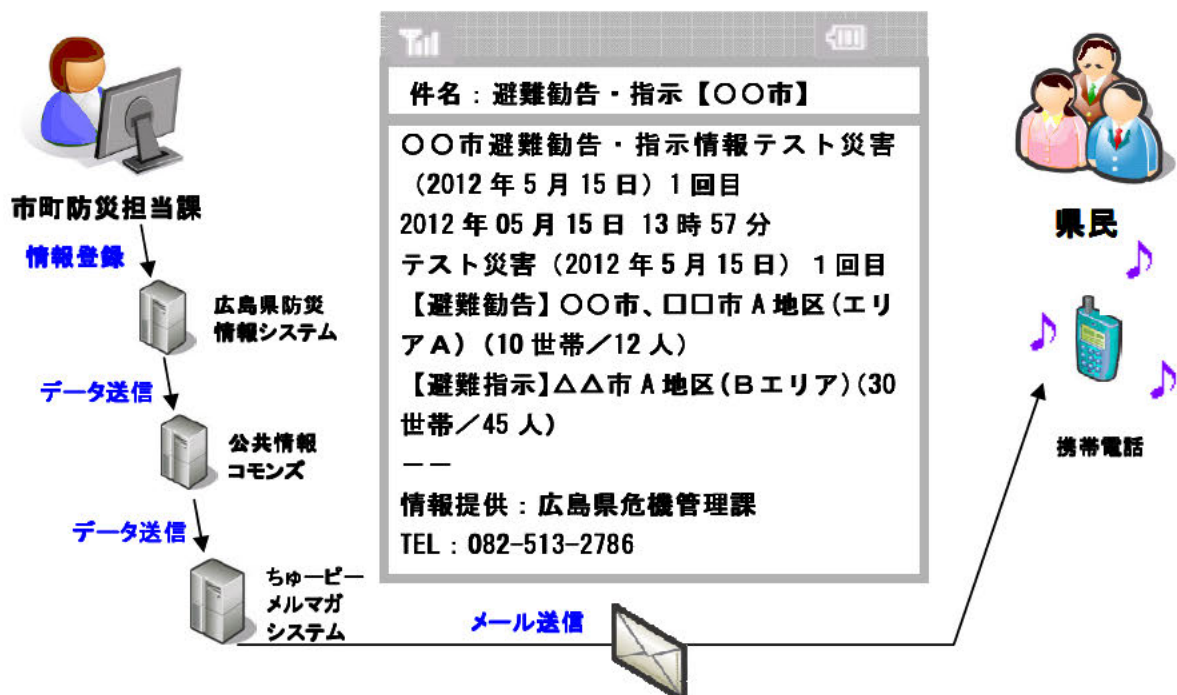 市町防災担当課
情報登録
広島県防災
情報システム
データ送信
公共情報
コモンズ
データ送信
ちゅーピー
メルマガ
システム
メール送信
件名：避難勧告・指示【〇〇市】
〇〇市避難勧告・指示情報テスト災害
（2012年5月15日）1回目
2012年05月15日 13時57分
テスト災害（2012年5月15日）１回目
【避難勧告】〇〇市、口口市A地区(エリ
アＡ)（10世帯／12人）
【避難指示】△△市A地区(Ｂエリア)(30
世帯／45人)
――
情報提供：広島県危機管理課
TEL：082-513-2786
県民
携帯電話